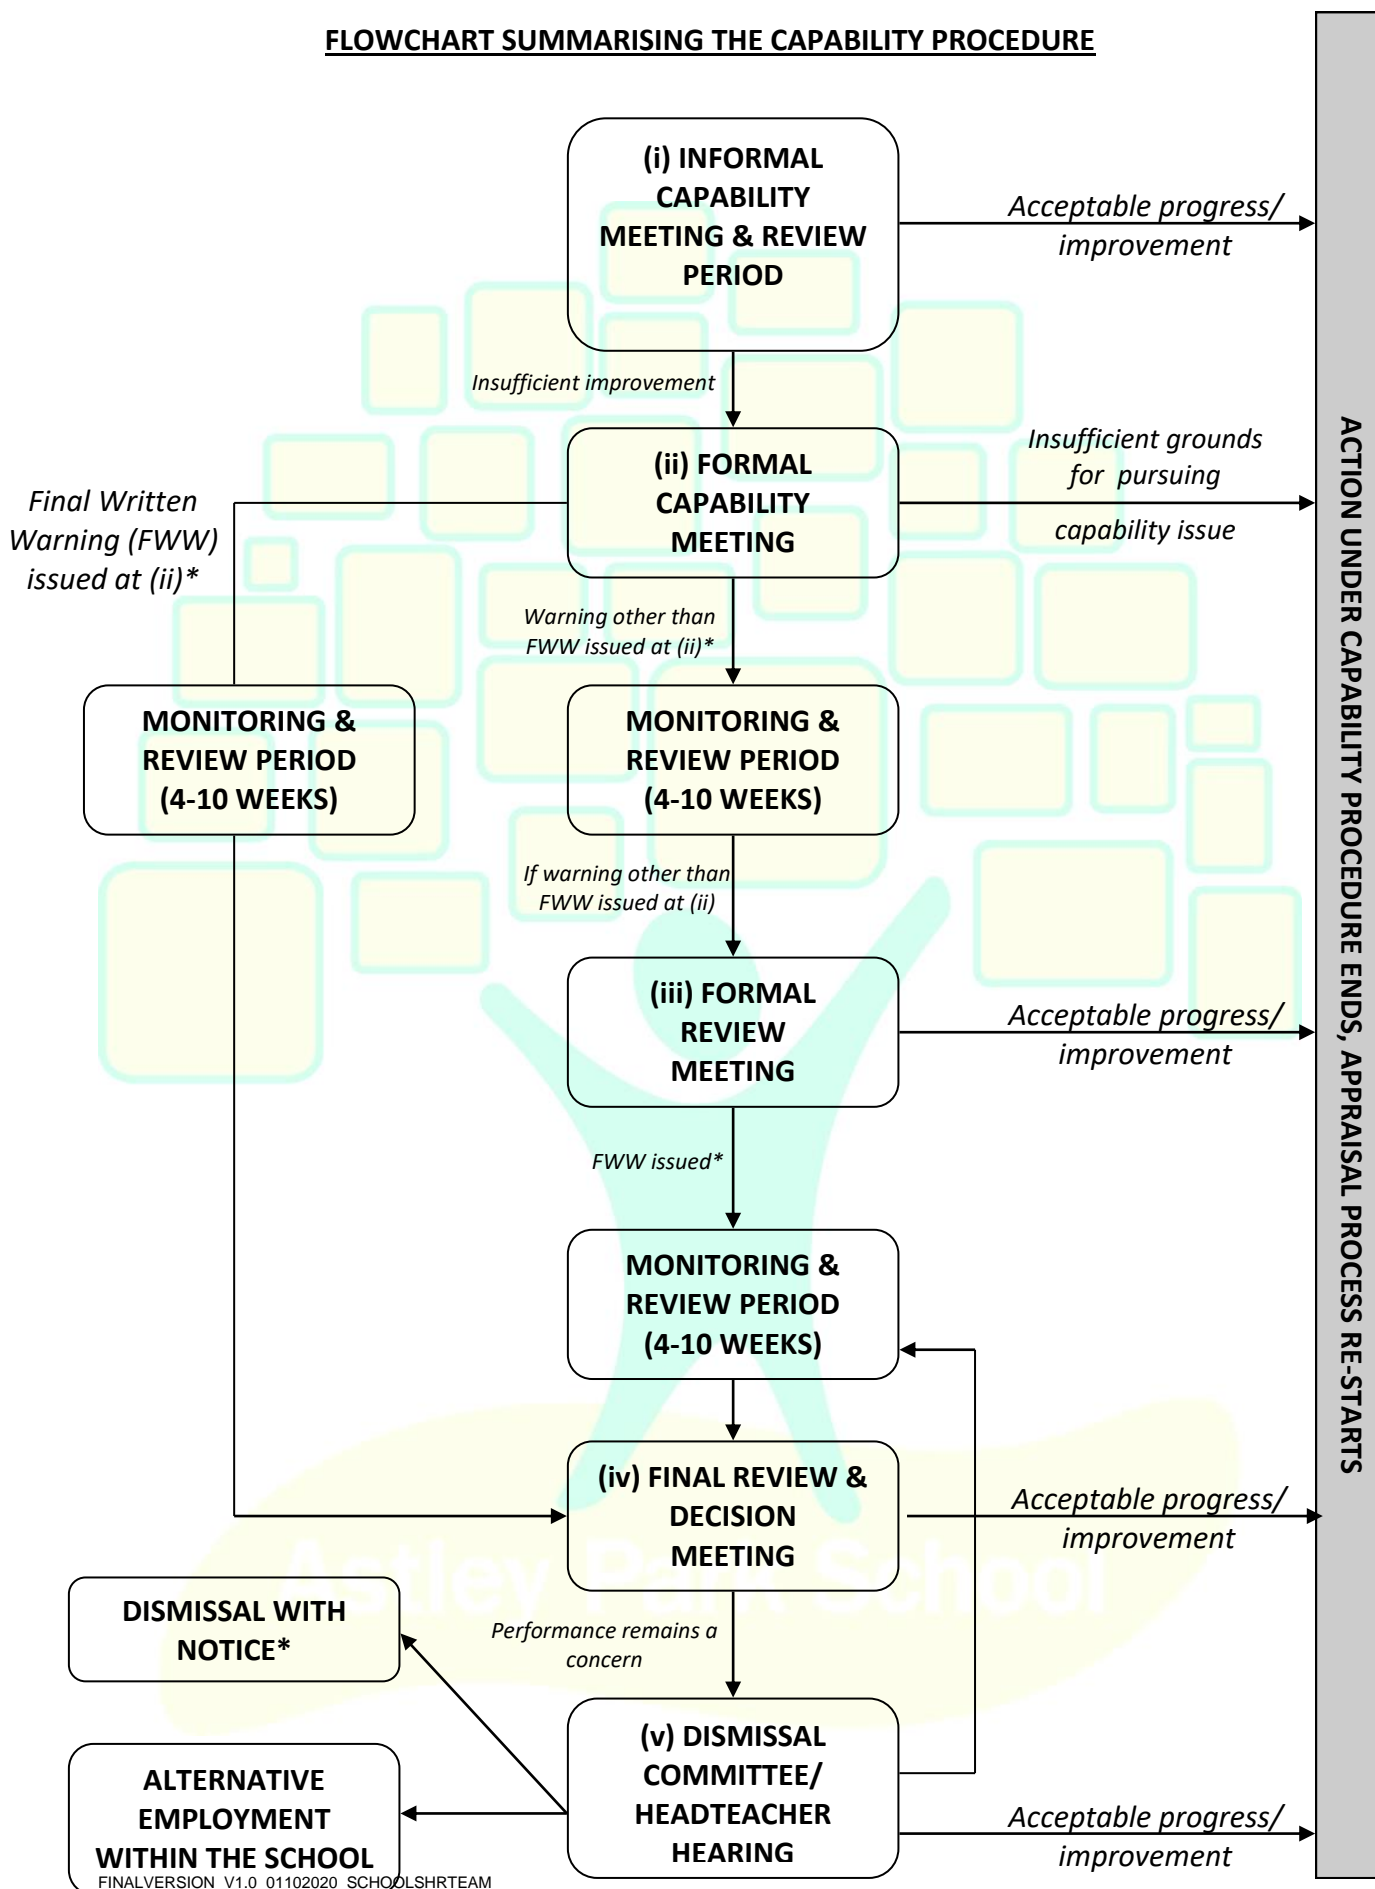 FLOWCHART SUMMARISING THE CAPABILITY PROCEDURE
(i) INFORMAL
CAPABILITY
MEETING & REVIEW
PERIOD
Acceptable progress/
improvement
Insufficient improvement
(ii) FORMAL
CAPABILITY
MEETING
Insufficient grounds
for pursuing
capability issue
Final Written
Warning (FWW)
issued at (ii)*
Warning other than
FWW issued at (ii)*
MONITORING &
REVIEW PERIOD
(4-10 WEEKS)
MONITORING &
REVIEW PERIOD
(4-10 WEEKS)
If warning other than
FWW issued at (ii)
(iii) FORMAL
REVIEW
MEETING
Acceptable progress/
improvement
FWW issued*
MONITORING &
REVIEW PERIOD
(4-10 WEEKS)
(iv) FINAL REVIEW &
DECISION
MEETING
Acceptable progress/
improvement
Astley Park School
Performance remains a
concern
DISMISSAL WITH
NOTICE*
(v) DISMISSAL
COMMITTEE/
HEADTEACHER
HEARING
ALTERNATIVE
EMPLOYMENT
WITHIN THE SCHOOL
Acceptable progress/
improvement
ACTION UNDER CAPABILITY PROCEDURE ENDS, APPRAISAL PROCESS RE-STARTS
FINALVERSION_V1.0_01102020_SCHOOLSHRTEAM